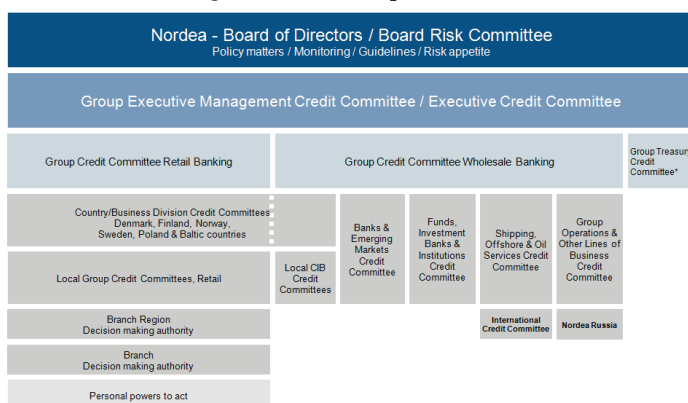 Nordea - Board of Directors / Board Risk Committee
Policy matters / Monitoring / Guidelines / Risk appetite
Group Executive Management Credit Committee / Executive Credit Committee
Group Credit Committee Retail Banking
Group Credit Committee Wholesale Banking
Group Treasury
Credit
Committee*
Country/Business Division Credit Committees
Denmark, Finland, Norway,
Sweden, Poland & Baltic countries
Banks &
Emerging
Markets
Credit
Committee
Funds,
Investment
Banks &
Institutions
Credit
Committee
Shipping,
Offshore & Oil
Services Credit
Committee
Group
Operations &
Other Lines of
Business
Credit
Committee
Local Group Credit Committees, Retail
Local CIB
Credit
Committees
Branch Region
Decision making authority
International
Credit Committee
Nordea Russia
Branch
Decision making authority
Personal powers to act